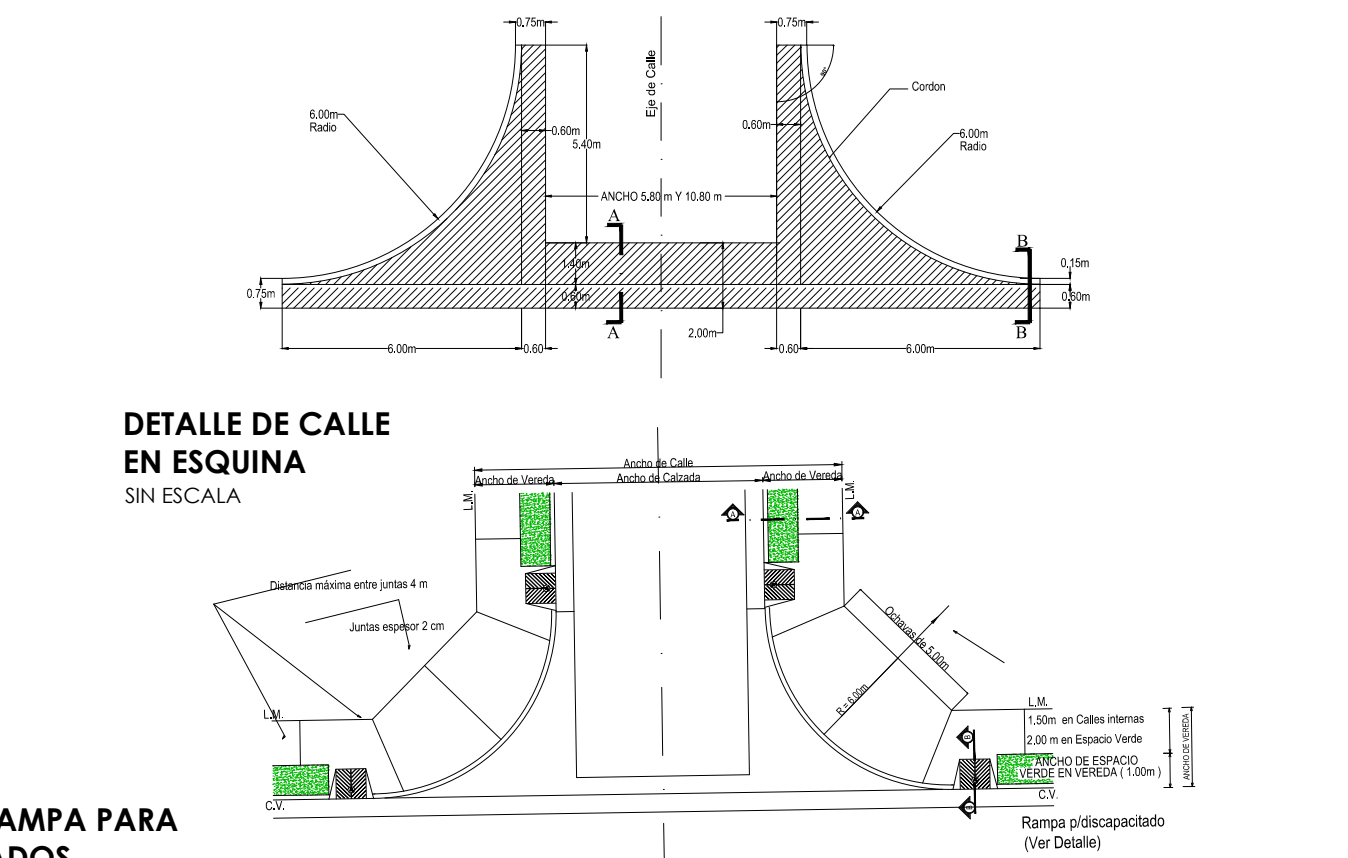 0.75m
0.75m
Eje de Calle
90°
Cordon
6.00m
Radio
0.60m
5.40m
0.60m
6.00m
Radio
ANCHO 5.80 m Y 10.80 m
A
B
1.40m
0.15m
0.75m
0.60m
0.60m
A
2.00m
B
6.00m
0.60
0.60
6.00m
DETALLE DE CALLE
EN ESQUINA
SIN ESCALA
Ancho de Calle
Ancho de Vereda
Ancho de Calzada
Ancho de Vereda
L.M.
L.M.
A
A
Distancia máxima entre juntas 4 m
Juntas espesor 2 cm
Ochavas de 5.00m
R = 6.00m
L.M.
L.M.
1.50m en Calles internas
2.00 m en Espacio Verde
ANCHO DE ESPACIO
VERDE EN VEREDA ( 1.00m )
ANCHO DE VEREDA
B
B
C.V.
C.V.
Rampa p/discapacitado
(Ver Detalle)
AMPA PARA
ADOS